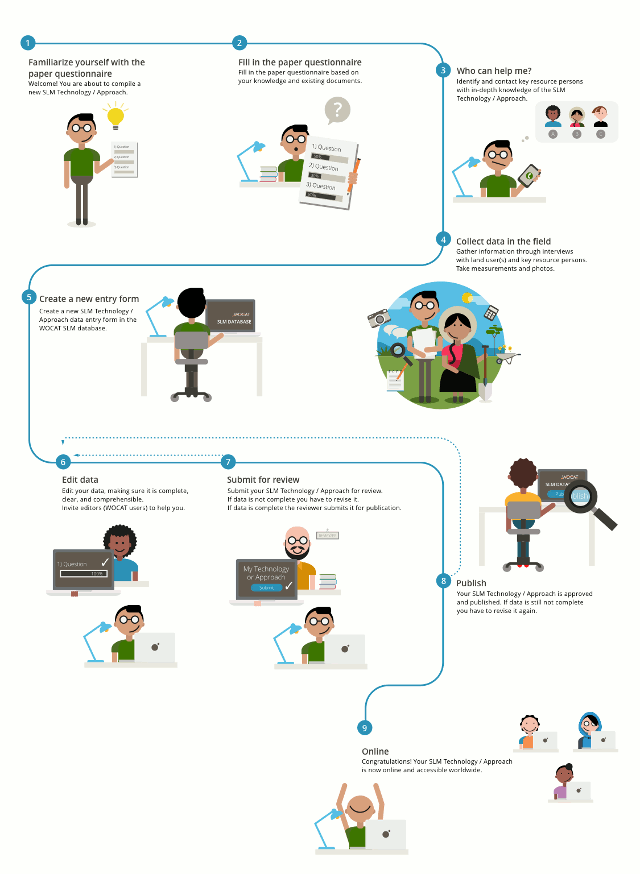 1
Familiarize yourself with the
paper questionnaire
Welcome! You are about to compile a
new SLM Technology / Approach.
2
Fill in the paper questionnaire
Fill in the paper questionnaire based on
your knowledge and existing documents.
?
1) Question
2) Question
3) Question
3
Who can help me?
Identify and contact key resource persons
with in-depth knowledge of the SLM
Technology / Approach.
4
Collect data in the field
Gather information through interviews
with land user(s) and key resource persons.
Take measurements and photos.
5
Create a new entry form
Create a new SLM Technology /
Approach data entry form in the
WOCAT SLM database.
WOCAT
SLM DATABASE
6
Edit data
Edit your data, making sure it is complete,
clear, and comprehensible.
Invite editors (WOCAT users) to help you.
1) Question
7
Submit for review
Submit your SLM Technology / Approach for review.
If data is not complete you have to revise it.
If data is complete the reviewer submits it for publication.
My Technology
or Approach
Submit
WOCAT
8
Publish
Your SLM Technology / Approach is approved
and published. If data is still not complete
you have to revise it again.
9
Online
Congratulations! Your SLM Technology / Approach
is now online and accessible worldwide.